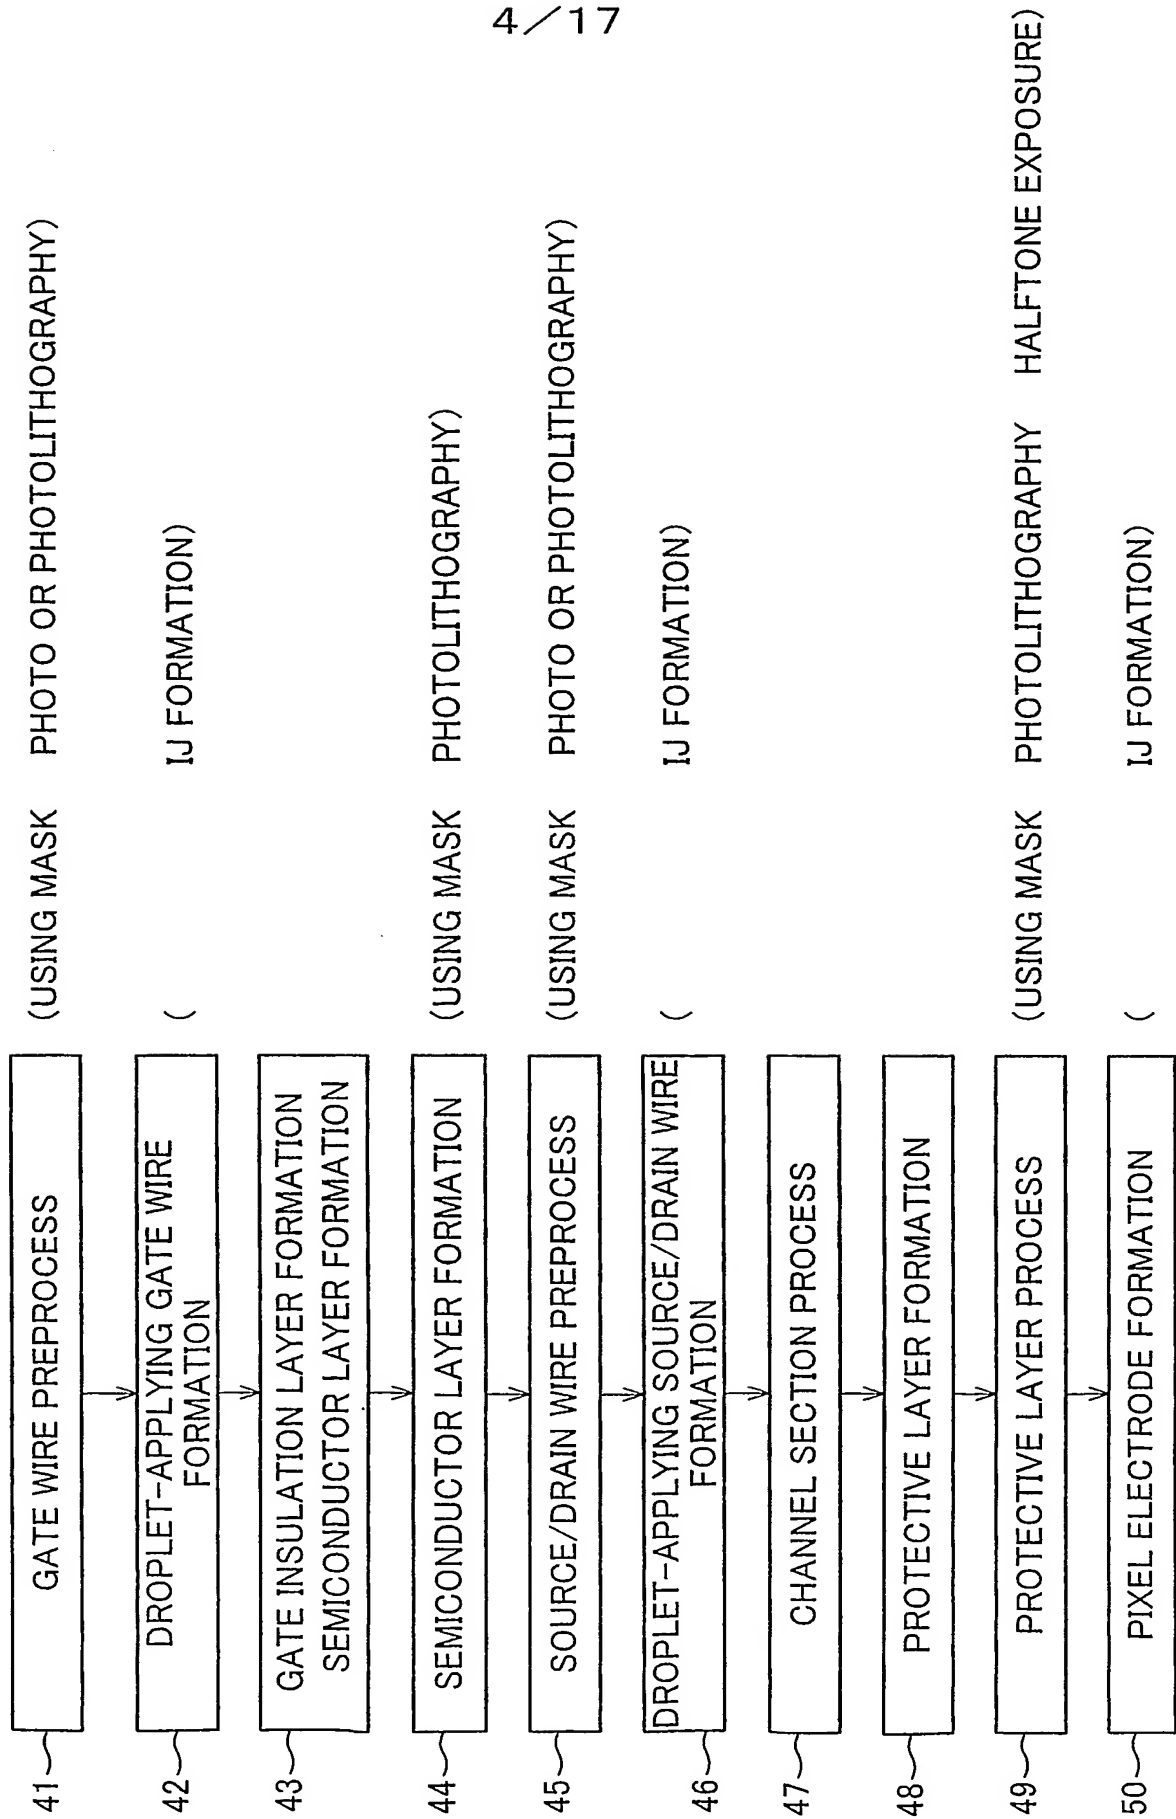 4/17
41 GATE WIRE PREPROCESS (USING MASK PHOTO OR PHOTOLITHOGRAPHY)
42 DROPLET-APPLYING GATE WIRE
FORMATION ( IJ FORMATION)
43 GATE INSULATION LAYER FORMATION
SEMICONDUCTOR LAYER FORMATION
44 SEMICONDUCTOR LAYER FORMATION (USING MASK PHOTOLITHOGRAPHY)
45 SOURCE/DRAIN WIRE PREPROCESS (USING MASK PHOTO OR PHOTOLITHOGRAPHY)
46 DROPLET-APPLYING SOURCE/DRAIN WIRE
FORMATION ( IJ FORMATION)
47 CHANNEL SECTION PROCESS
48 PROTECTIVE LAYER FORMATION
49 PROTECTIVE LAYER PROCESS (USING MASK PHOTOLITHOGRAPHY HALFTONE EXPOSURE)
50 PIXEL ELECTRODE FORMATION ( IJ FORMATION)